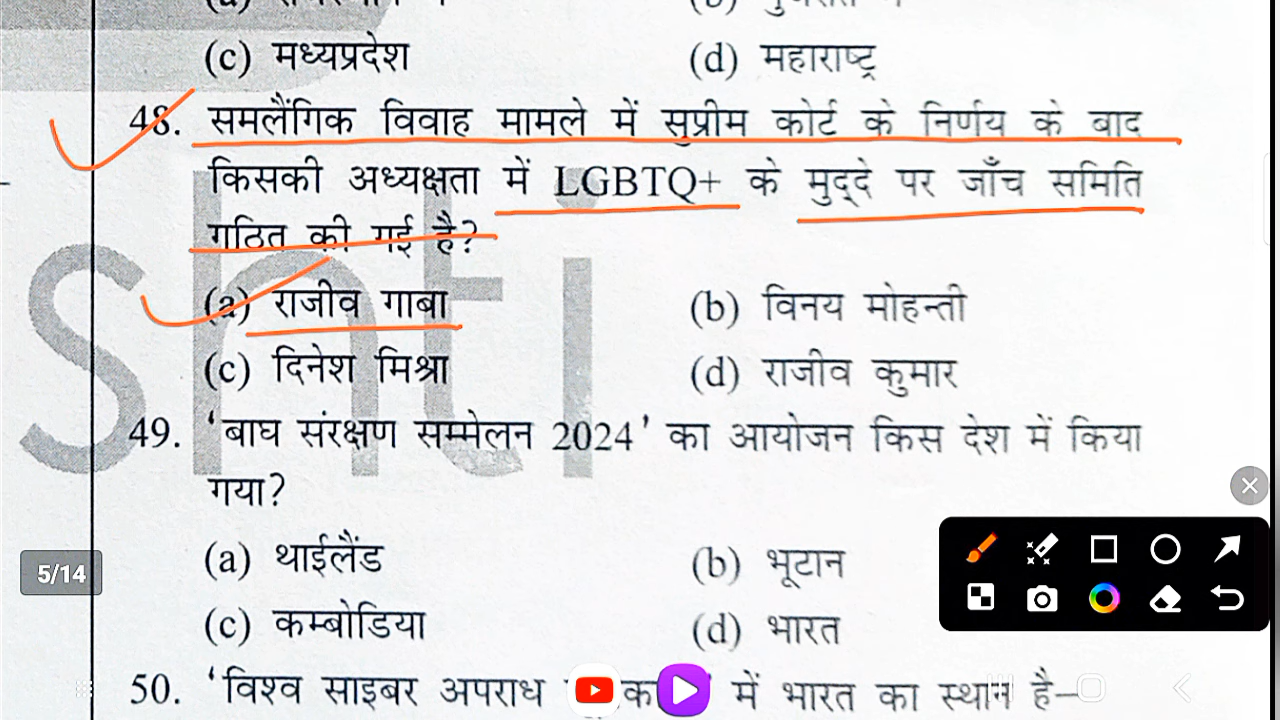 (c) मध्यप्रदेश (d) महाराष्ट्र
48. समलैंगिक विवाह मामले में सुप्रीम कोर्ट के निर्णय के बाद
किसकी अध्यक्षता में LGBTQ+ के मुद्दे पर जाँच समिति
गठित की गई है?
(a) राजीव गाबा (b) विनय मोहन्ती
(c) दिनेश मिश्रा (d) राजीव कुमार
49. 'बाघ संरक्षण सम्मेलन 2024' का आयोजन किस देश में किया
गया?
(a) थाईलैंड (b) भूटान
5/14
(c) कम्बोडिया (d) भारत
50. 'विश्व साइबर अपराध में भारत का स्थान है–